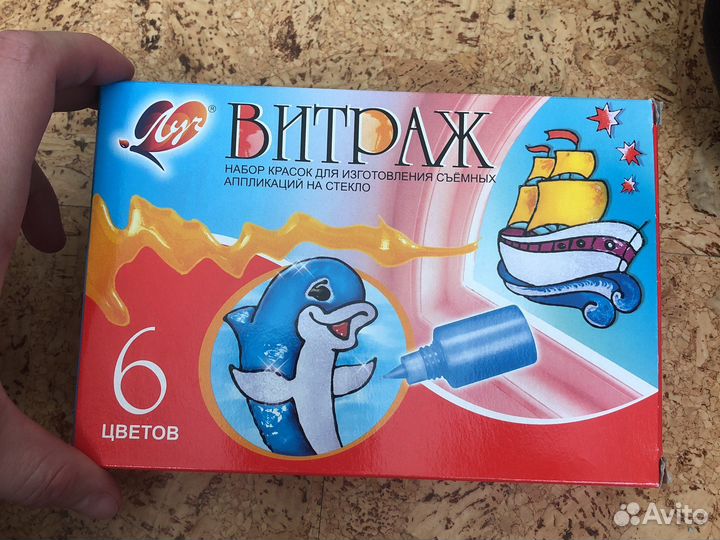 Луч®
ВИТРАЖ
НАБОР КРАСОК ДЛЯ ИЗГОТОВЛЕНИЯ СЪЁМНЫХ
АППЛИКАЦИЙ НА СТЕКЛО
6
ЦВЕТОВ
Avito